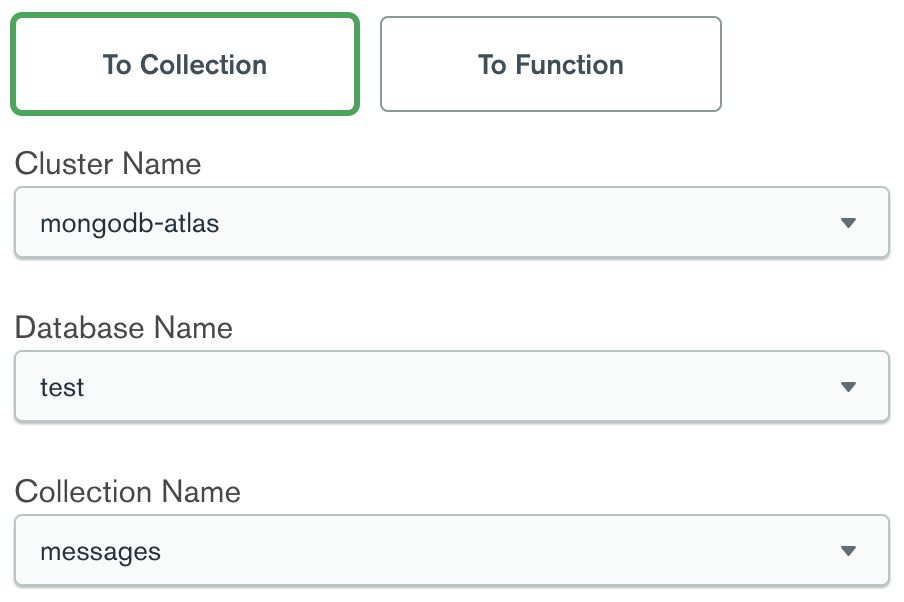 To Collection
To Function
Cluster Name
mongodb-atlas
Database Name
test
Collection Name
messages